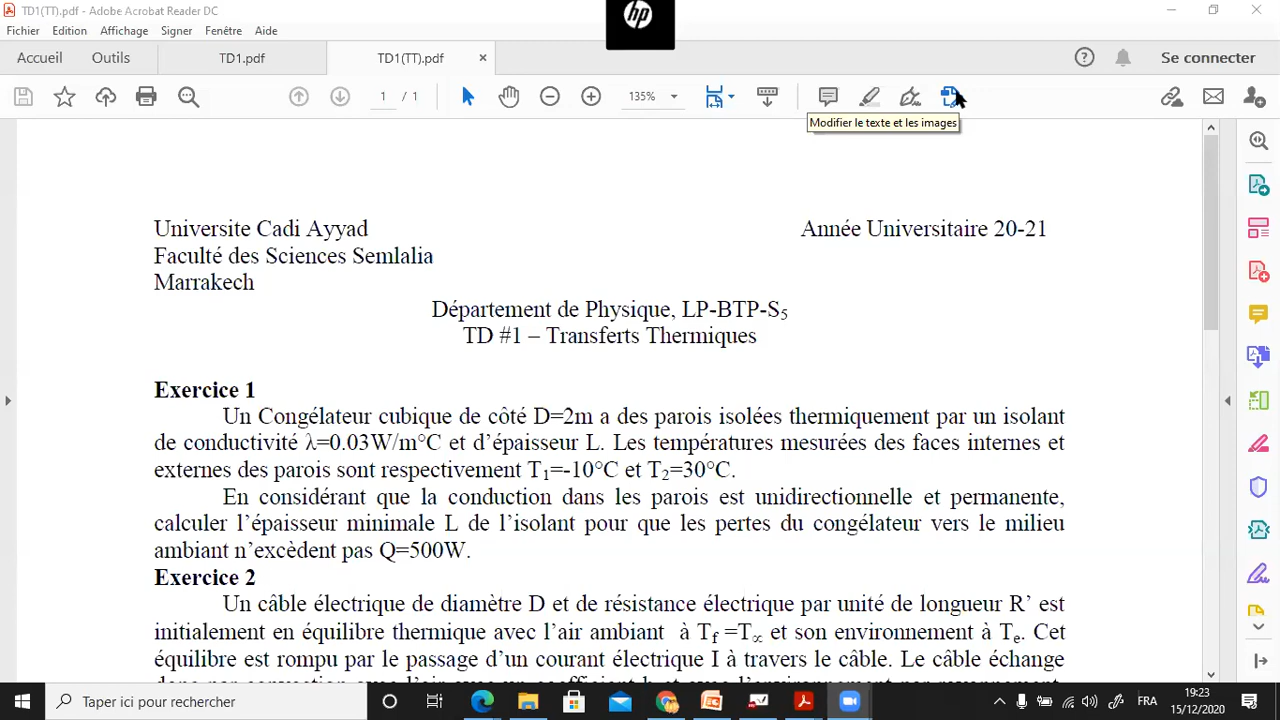 TD1(TT).pdf - Adobe Acrobat Reader DC
hp
Fichier Edition Affichage Signer Fenêtre Aide
Accueil Outils TD1.pdf TD1(TT).pdf × Se connecter
1 / 1 135%
Modifier le texte et les images
Universite Cadi Ayyad Année Universitaire 20-21
Faculté des Sciences Semlalia
Marrakech
Département de Physique, LP-BTP-S5
TD #1 – Transferts Thermiques
Exercice 1
Un Congélateur cubique de côté D=2m a des parois isolées thermiquement par un isolant
de conductivité λ=0.03W/m°C et d’épaisseur L. Les températures mesurées des faces internes et
externes des parois sont respectivement T1=-10°C et T2=30°C.
En considérant que la conduction dans les parois est unidirectionnelle et permanente,
calculer l’épaisseur minimale L de l’isolant pour que les pertes du congélateur vers le milieu
ambiant n’excèdent pas Q=500W.
Exercice 2
Un câble électrique de diamètre D et de résistance électrique par unité de longueur R’ est
initialement en équilibre thermique avec l’air ambiant à Tf =T∞ et son environnement à Te. Cet
équilibre est rompu par le passage d’un courant électrique I à travers le câble. Le câble échange
Taper ici pour rechercher
FRA
19:23
15/12/2020